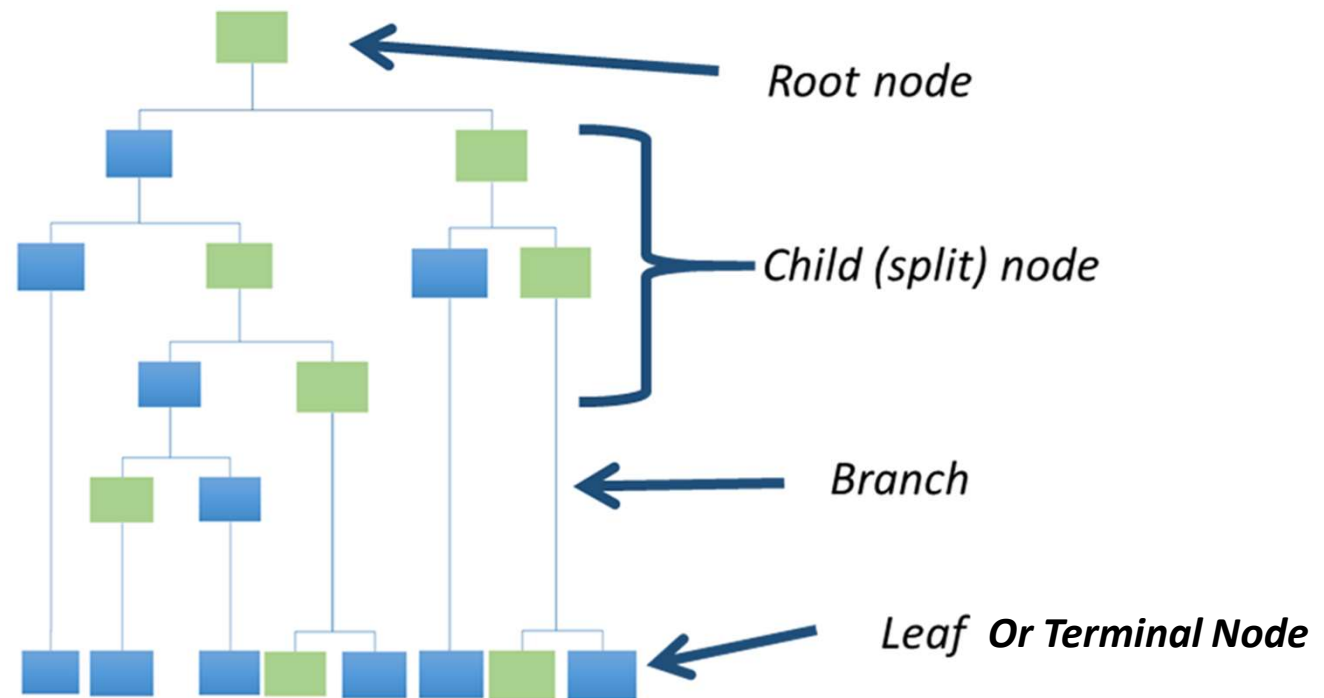 Root node
Child (split) node
Branch
Leaf Or Terminal Node